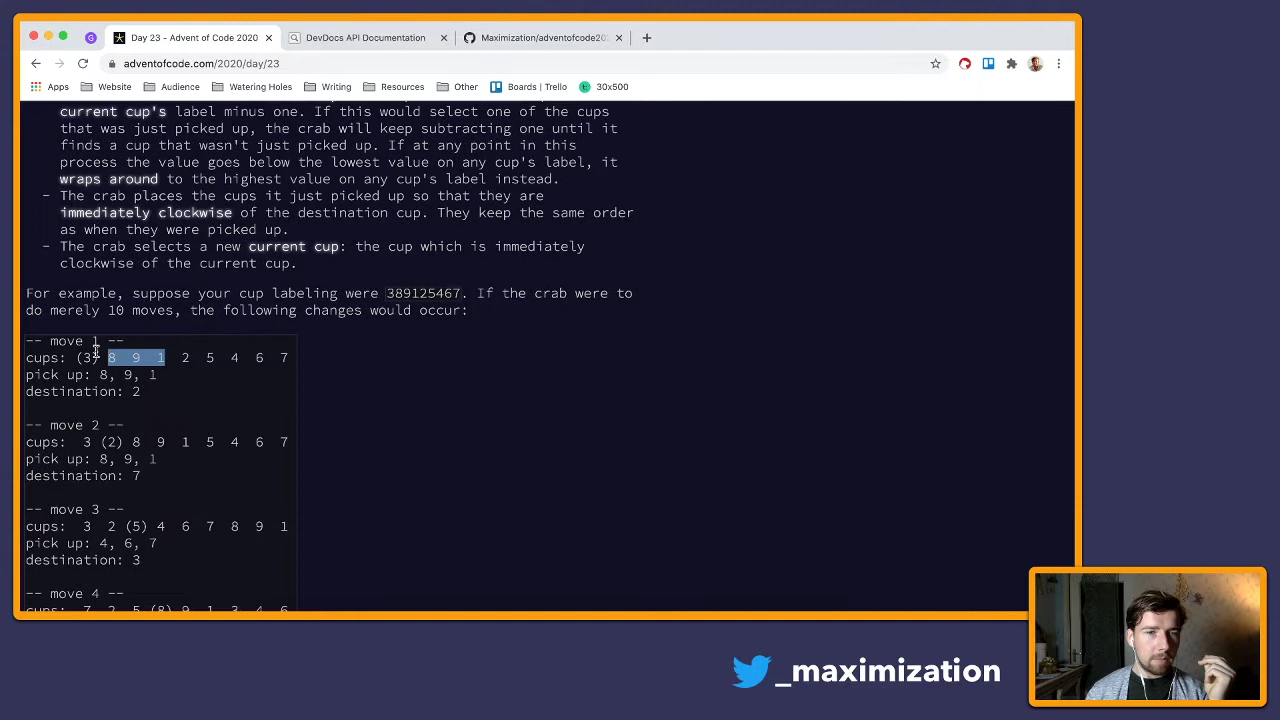 Day 23 - Advent of Code 2020
DevDocs API Documentation
Maximization/adventofcode202
adventofcode.com/2020/day/23
Apps
Website
Audience
Watering Holes
Writing
Resources
Other
Boards | Trello
30x500
current cup's label minus one. If this would select one of the cups
that was just picked up, the crab will keep subtracting one until it
finds a cup that wasn't just picked up. If at any point in this
process the value goes below the lowest value on any cup's label, it
wraps around to the highest value on any cup's label instead.
- The crab places the cups it just picked up so that they are
immediately clockwise of the destination cup. They keep the same order
as when they were picked up.
- The crab selects a new current cup: the cup which is immediately
clockwise of the current cup.
For example, suppose your cup labeling were 389125467. If the crab were to
do merely 10 moves, the following changes would occur:
-- move 1 --
cups: (3) 8 9 1 2 5 4 6 7
pick up: 8, 9, 1
destination: 2
-- move 2 --
cups: 3 (2) 8 9 1 5 4 6 7
pick up: 8, 9, 1
destination: 7
-- move 3 --
cups: 3 2 (5) 4 6 7 8 9 1
pick up: 4, 6, 7
destination: 3
-- move 4 --
cups: 7 2 5 (8) 9 1 3 4 6
_maximization